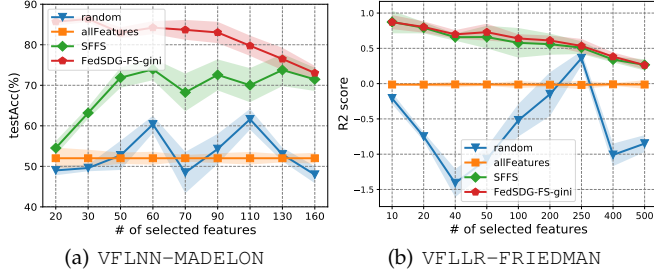 90
80
70
60
50
40
testAcc(%)
random
allFeatures
SFFS
FedSDG-FS-gini
20 30 50 60 70 90 110 130 160
# of selected features
(a) VFLNN-MADELON
1.0
0.5
0.0
−0.5
−1.0
−1.5
R2 score
random
allFeatures
SFFS
FedSDG-FS-gini
10 20 40 50 100 200 250 400 500
# of selected features
(b) VFLLR-FRIEDMAN